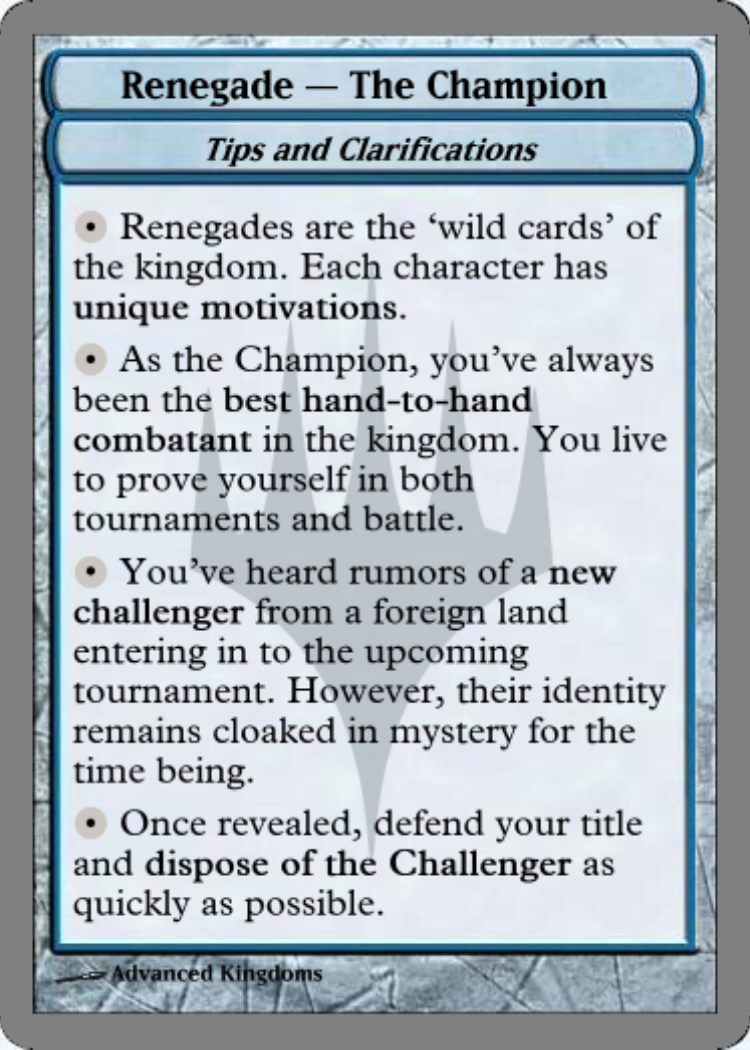 Renegade — The Champion
Tips and Clarifications
• Renegades are the ‘wild cards’ of
the kingdom. Each character has
unique motivations.
• As the Champion, you’ve always
been the best hand-to-hand
combatant in the kingdom. You live
to prove yourself in both
tournaments and battle.
• You’ve heard rumors of a new
challenger from a foreign land
entering in to the upcoming
tournament. However, their identity
remains cloaked in mystery for the
time being.
• Once revealed, defend your title
and dispose of the Challenger as
quickly as possible.
Advanced Kingdoms